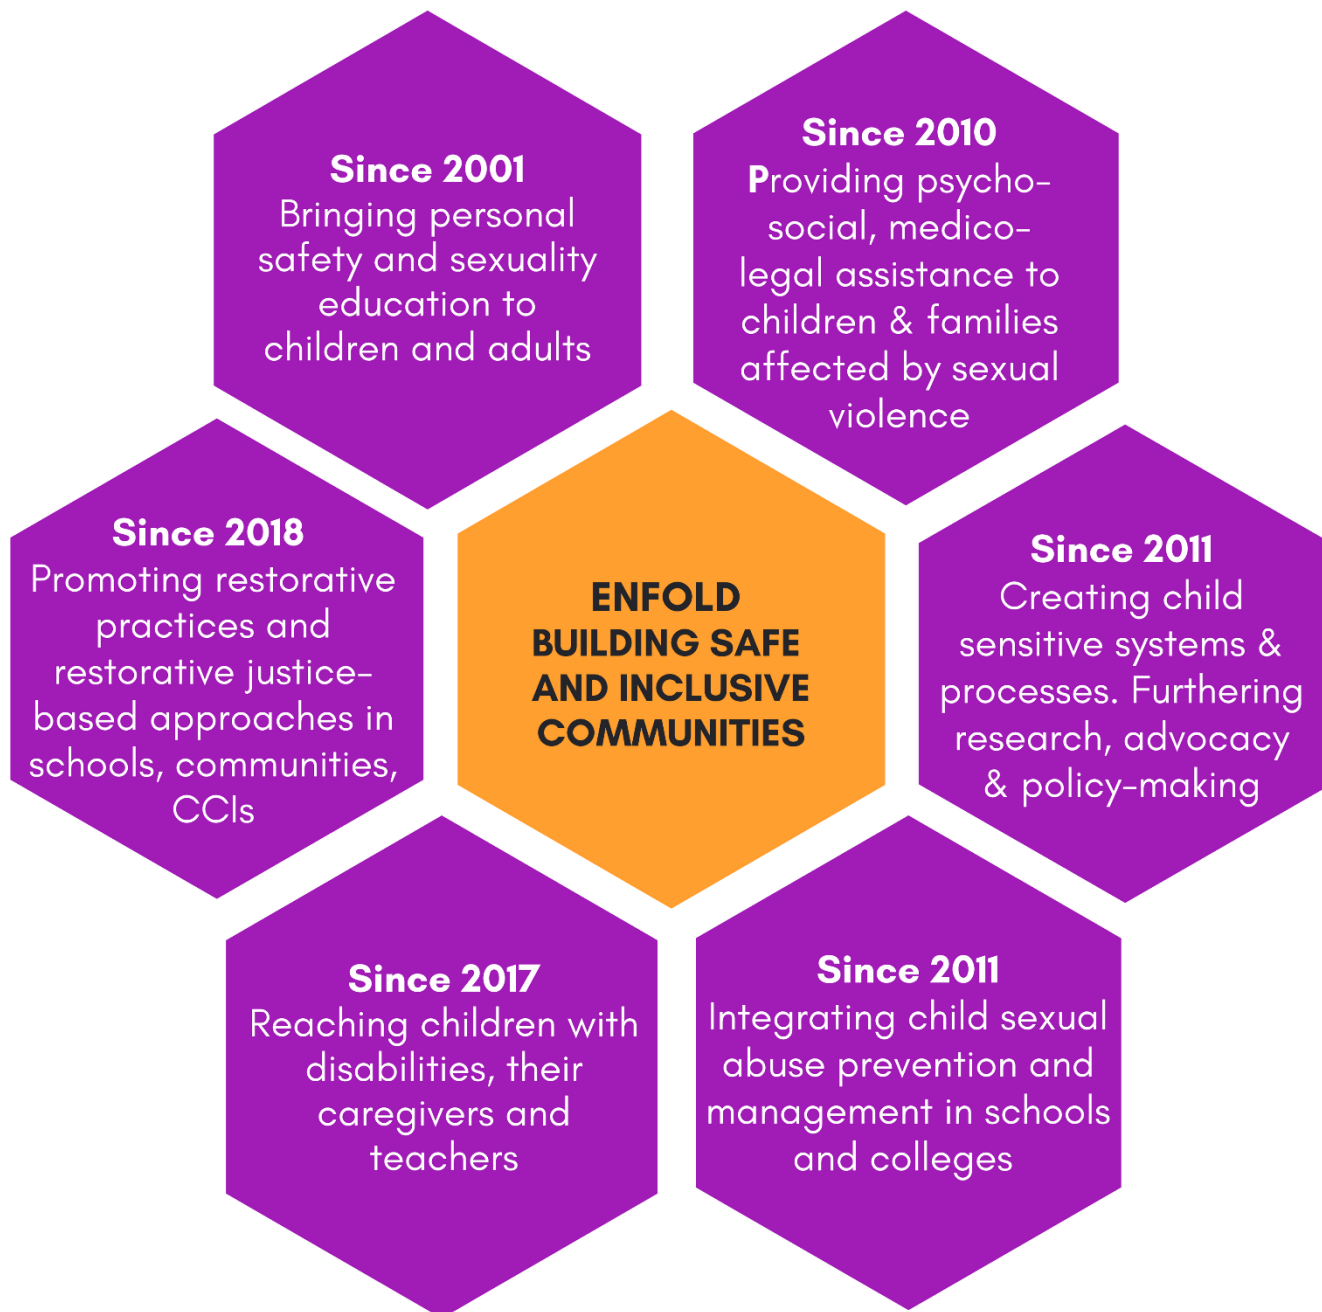 Since 2001
Bringing personal
safety and sexuality
education to
children and adults
Since 2010
Providing psycho-
social, medico-
legal assistance to
children & families
affected by sexual
violence
Since 2018
Promoting restorative
practices and
restorative justice-
based approaches in
schools, communities,
CCIs
ENFOLD
BUILDING SAFE
AND INCLUSIVE
COMMUNITIES
Since 2011
Creating child
sensitive systems &
processes. Furthering
research, advocacy
& policy-making
Since 2017
Reaching children with
disabilities, their
caregivers and
teachers
Since 2011
Integrating child sexual
abuse prevention and
management in schools
and colleges